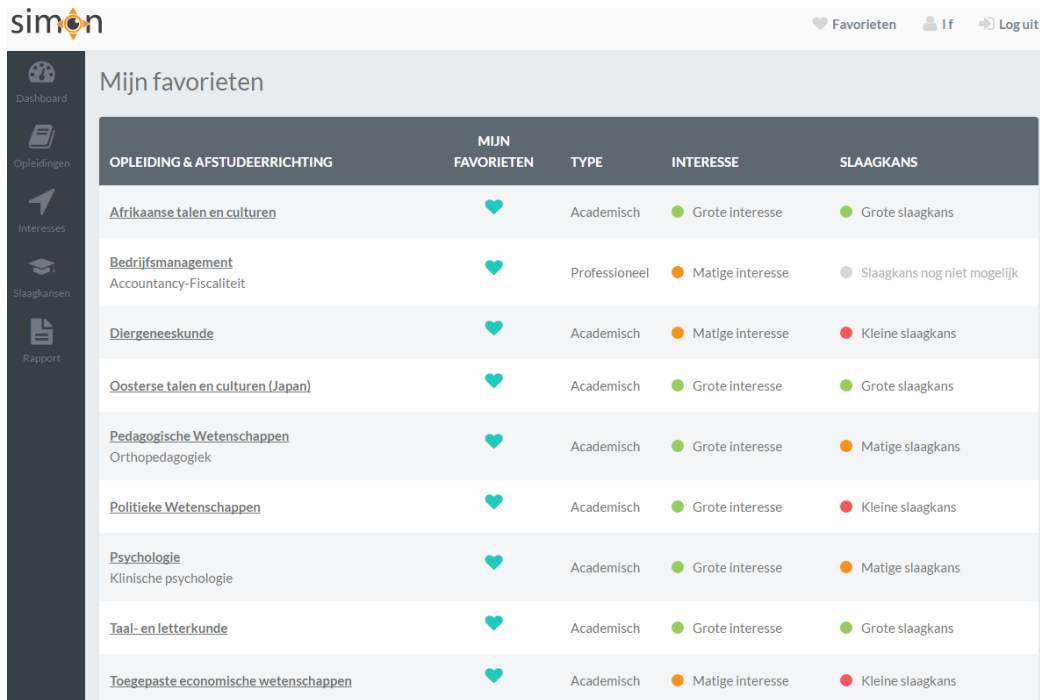 simon
Favorieten I f Log uit
Dashboard
Opleidingen
Interesses
Slaagkansen
Rapport
Mijn favorieten
OPLEIDING & AFSTUDEERRICHTING MIJN FAVORIETEN TYPE INTERESSE SLAAGKANS
Afrikaanse talen en culturen Academisch Grote interesse Grote slaagkans
Bedrijfsmanagement
Accountancy-Fiscaliteit Professioneel Matige interesse Slaagkans nog niet mogelijk
Diergeneeskunde Academisch Matige interesse Kleine slaagkans
Oosterse talen en culturen (Japan) Academisch Grote interesse Grote slaagkans
Pedagogische Wetenschappen
Orthopedagogiek Academisch Grote interesse Matige slaagkans
Politieke Wetenschappen Academisch Grote interesse Kleine slaagkans
Psychologie
Klinische psychologie Academisch Grote interesse Matige slaagkans
Taal- en letterkunde Academisch Grote interesse Grote slaagkans
Toegepaste economische wetenschappen Academisch Matige interesse Kleine slaagkans